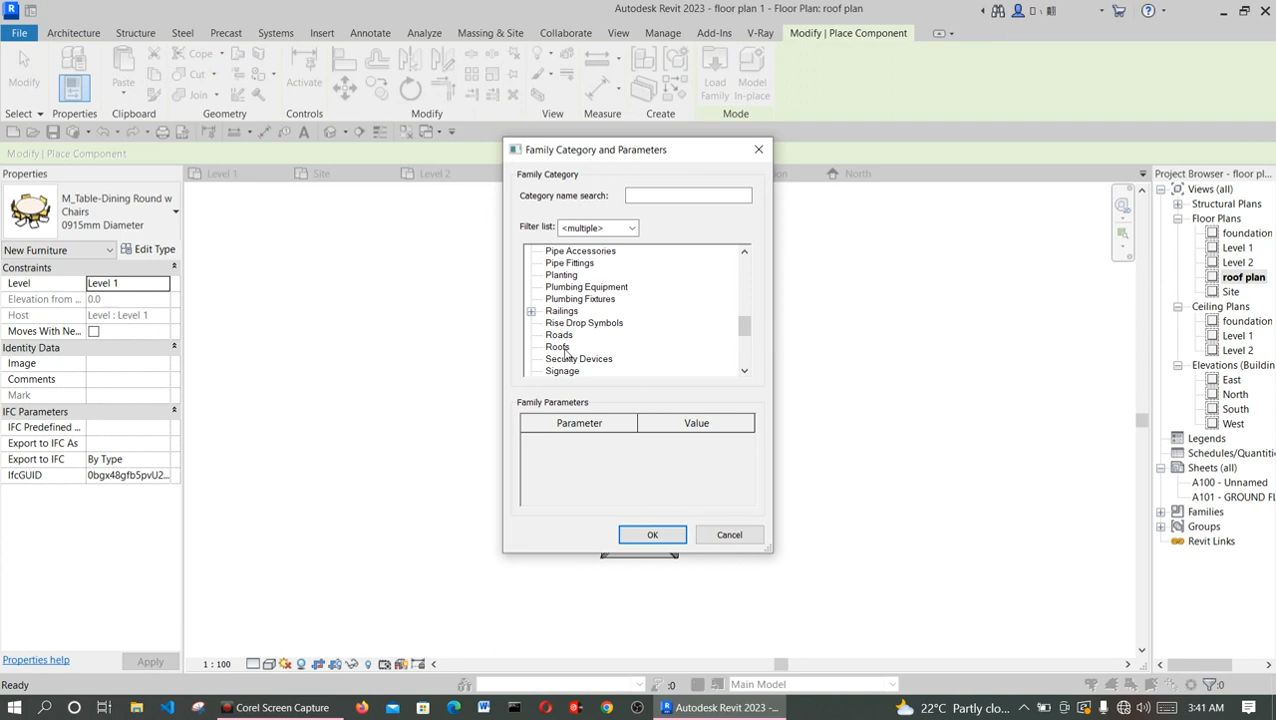 Autodesk Revit 2023 - floor plan 1 - Floor Plan: roof plan
File Architecture Structure Steel Precast Systems Insert Annotate Analyze Massing & Site Collaborate View Manage Add-Ins V-Ray Modify | Place Component
Modify Paste Cope Cut Join Activate Load Family Model In-place
Select Properties Clipboard Geometry Controls Modify View Measure Create Mode
Modify | Place Component
Properties
M_Table-Dining Round w Chairs
0915mm Diameter
New Furniture Edit Type
Constraints
Level Level 1
Elevation from ... 0.0
Host Level : Level 1
Moves With Ne...
Identity Data
Image
Comments
Mark
IFC Parameters
IFC Predefined ...
Export to IFC As
Export to IFC By Type
IfcGUID 0bgx48gfb5pvU2...
Properties help Apply
Level 1 Site Level 2 North
Family Category and Parameters
Family Category
Category name search:
Filter list: <multiple>
Pipe Accessories
Pipe Fittings
Planting
Plumbing Equipment
Plumbing Fixtures
Railings
Rise Drop Symbols
Roads
Roofs
Security Devices
Signage
Family Parameters
Parameter Value
OK Cancel
Project Browser - floor pl...
Views (all)
Structural Plans
Floor Plans
foundation
Level 1
Level 2
roof plan
Site
Ceiling Plans
foundation
Level 1
Level 2
Elevations (Building
East
North
South
West
Legends
Schedules/Quantiti
Sheets (all)
A100 - Unnamed
A101 - GROUND FL
Families
Groups
Revit Links
1 : 100
Ready :0 Main Model :0
Corel Screen Capture Autodesk Revit 2023 -... 22°C Partly clo... 3:41 AM